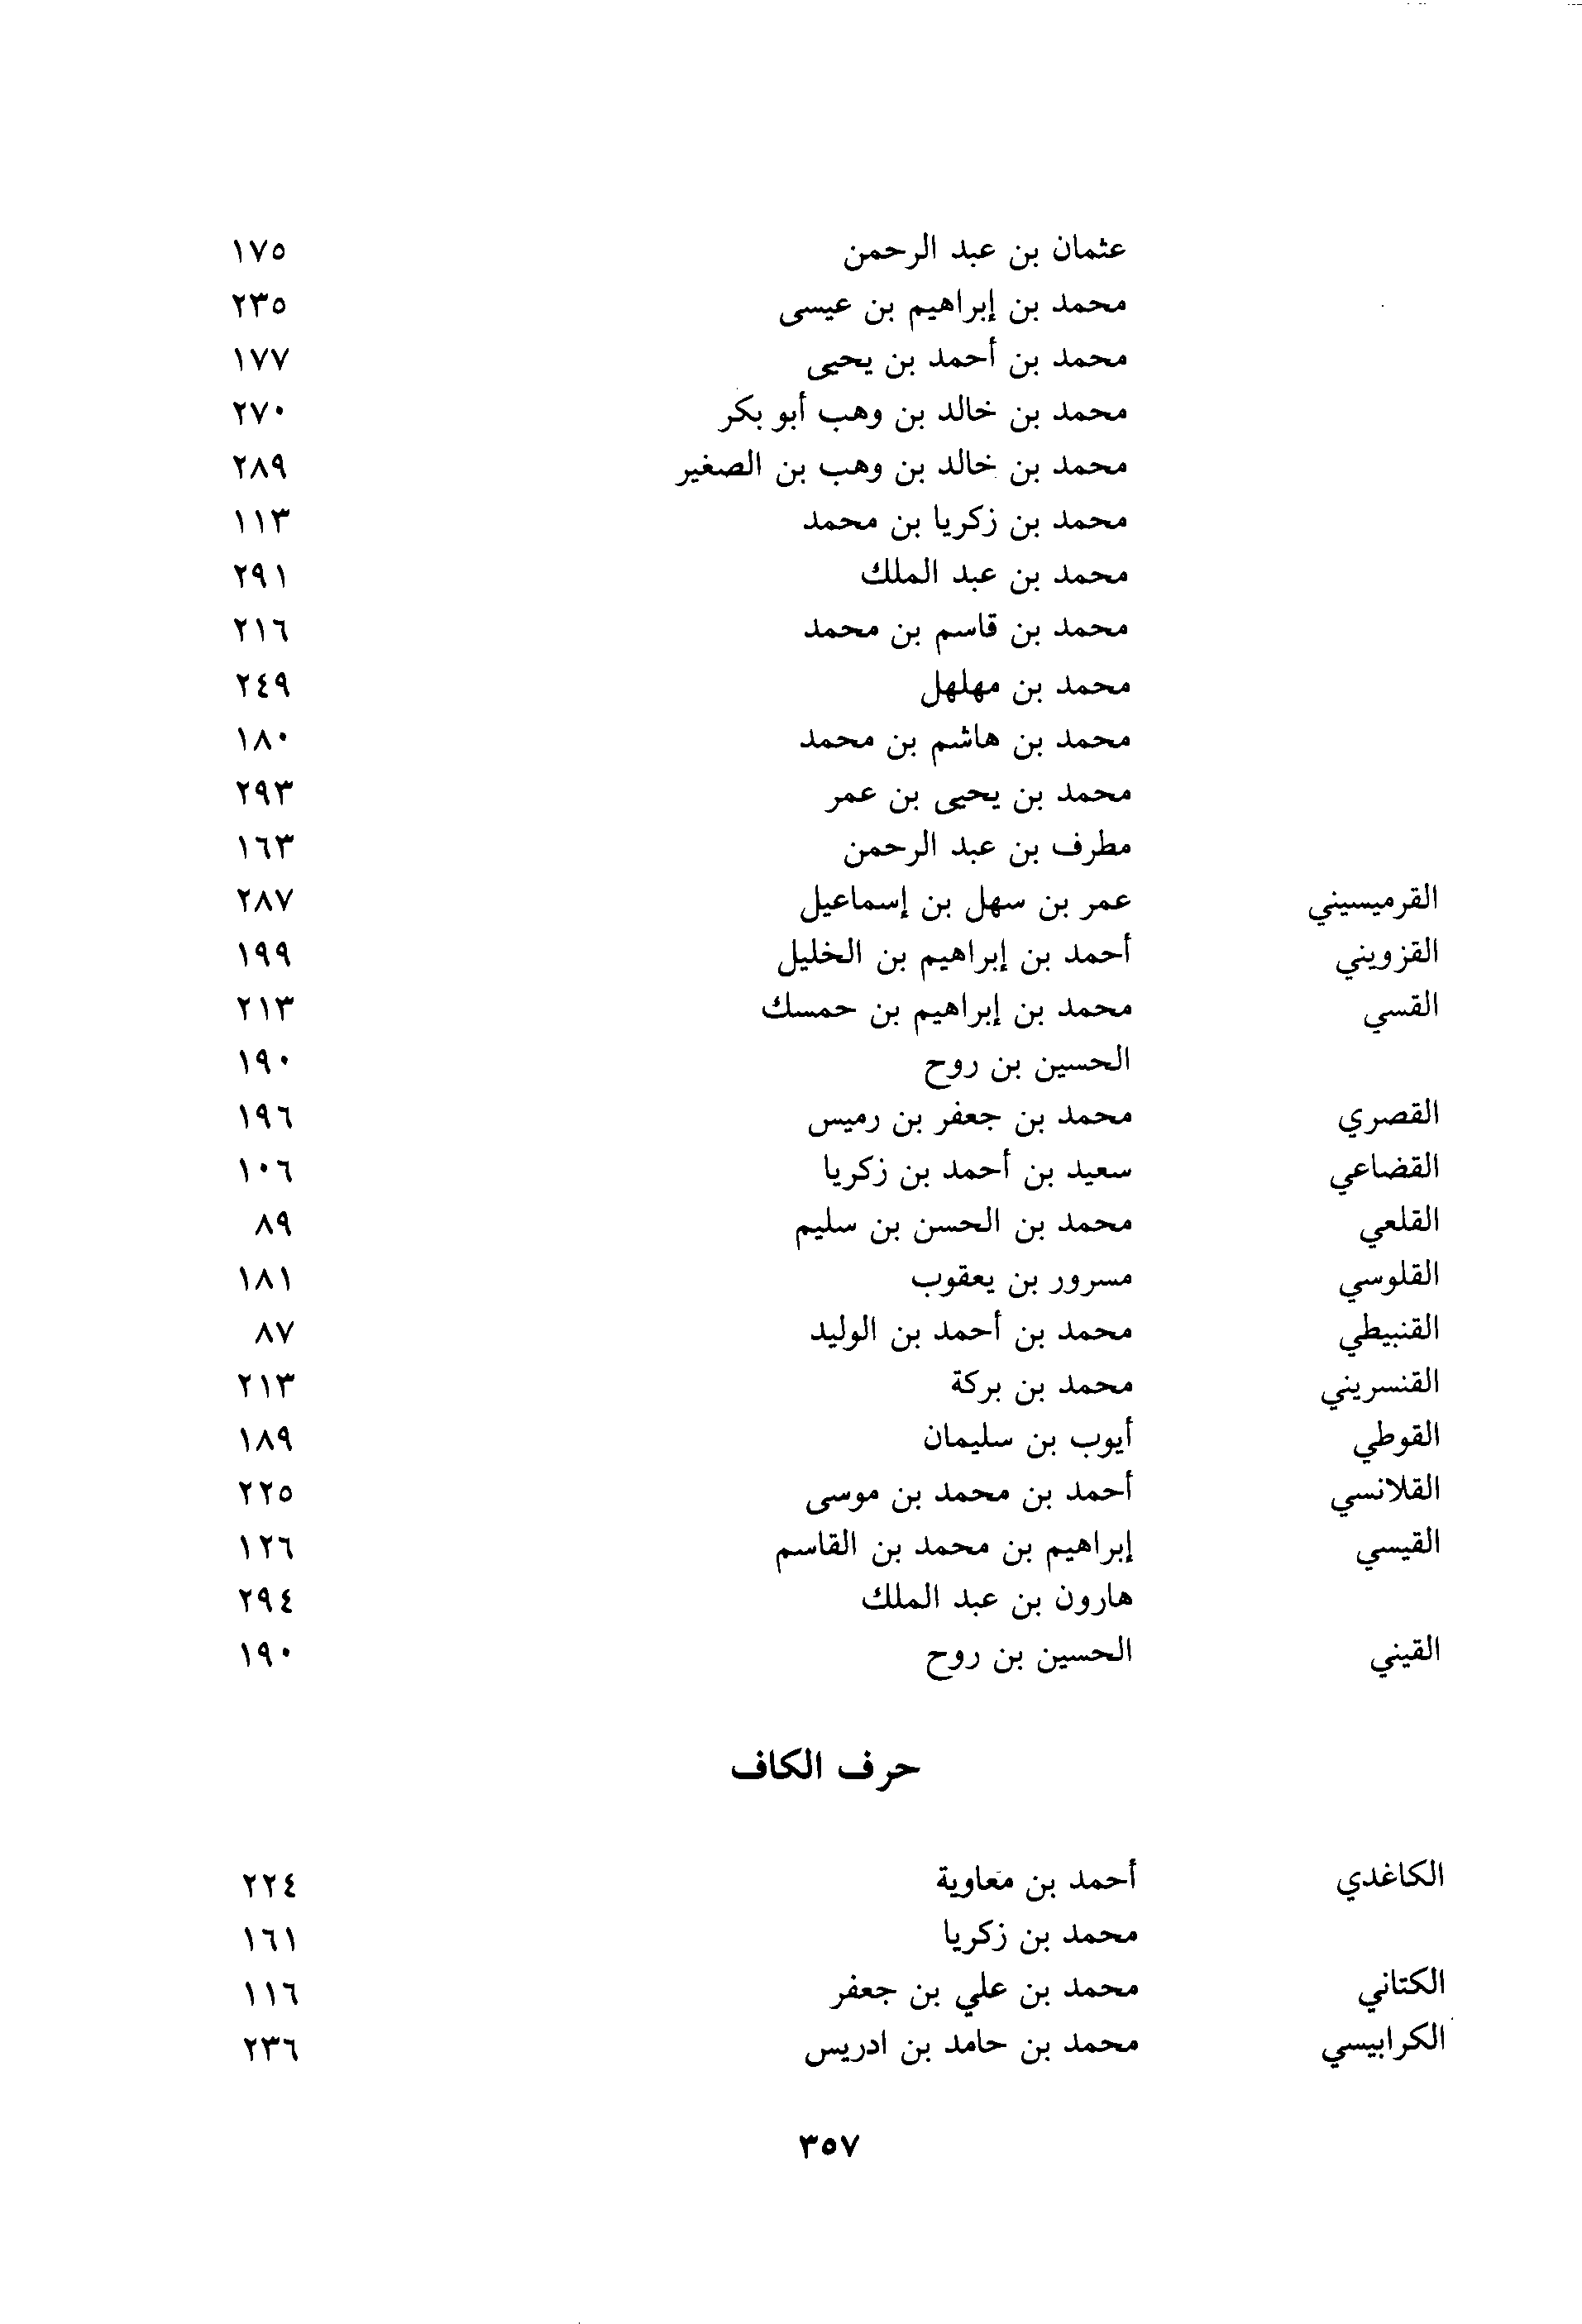 عثمان بن عبد الرحمن ١٧٥
محمد بن إبراهيم بن عيسى ٢٣٥
محمد بن أحمد بن يحيى ١٧٧
محمد بن خالد بن وهب أبو بكر ٢٧٠
محمد بن خالد بن وهب بن الصغير ٢٨٩
محمد بن زكريا بن محمد ١١٣
محمد بن عبد الملك ٢٩١
محمد بن قاسم بن محمد ٢١٦
محمد بن مهلهل ٢٤٩
محمد بن هاشم بن محمد ١٨٠
محمد بن يحيى بن عمر ٢٩٣
مطرف بن عبد الرحمن ١٦٣
القرميسيني عمر بن سهل بن إسماعيل ٢٨٧
القزويني أحمد بن إبراهيم بن الخليل ١٩٩
القسي محمد بن إبراهيم بن حمسك ٢١٣
الحسين بن روح ١٩٠
القصري محمد بن جعفر بن رميس ١٩٦
القضاعي سعيد بن أحمد بن زكريا ١٠٦
القلعي محمد بن الحسن بن سليم ٨٩
القلوسي مسرور بن يعقوب ١٨١
القنبيطي محمد بن أحمد بن الوليد ٨٧
القنسريني محمد بن بركة ٢١٣
القوطي أيوب بن سليمان ١٨٩
القلانسي أحمد بن محمد بن موسى ٢٢٥
القيسي إبراهيم بن محمد بن القاسم ١٢٦
هارون بن عبد الملك ٢٩٤
القيني الحسين بن روح ١٩٠
حرف الكاف
الكاغدي أحمد بن معاوية ٢٢٤
محمد بن زكريا ١٦١
الكتاني محمد بن علي بن جعفر ١١٦
الكرابيسي محمد بن حامد بن ادريس ٢٣٦
٣٥٧